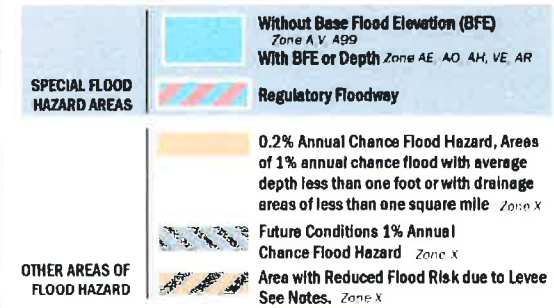 Without Base Flood Elevation (BFE)
Zone A, V, A99
With BFE or Depth Zone AE, AO, AH, VE, AR
SPECIAL FLOOD
HAZARD AREAS
Regulatory Floodway
0.2% Annual Chance Flood Hazard, Areas
of 1% annual chance flood with average
depth less than one foot or with drainage
areas of less than one square mile Zone X
Future Conditions 1% Annual
Chance Flood Hazard Zone X
OTHER AREAS OF
FLOOD HAZARD
Area with Reduced Flood Risk due to Levee
See Notes. Zone X